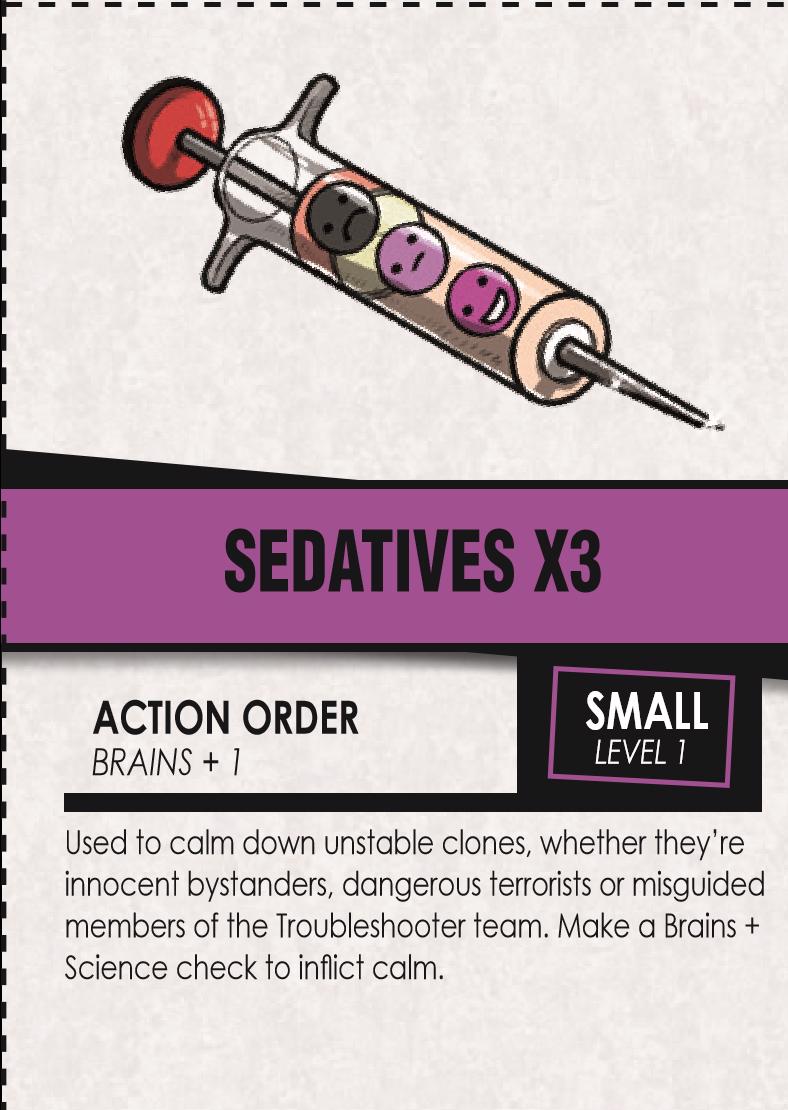 SEDATIVES X3
ACTION ORDER
BRAINS + 1
SMALL
LEVEL 1
Used to calm down unstable clones, whether they’re
innocent bystanders, dangerous terrorists or misguided
members of the Troubleshooter team. Make a Brains +
Science check to inflict calm.